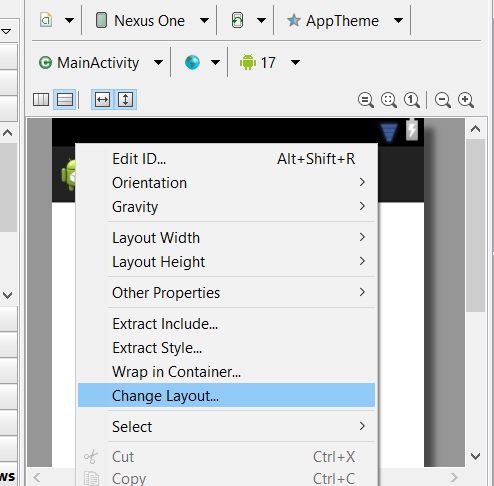 Nexus One AppTheme
MainActivity 17
Edit ID... Alt+Shift+R
Orientation
Gravity
Layout Width
Layout Height
Other Properties
Extract Include...
Extract Style...
Wrap in Container...
Change Layout...
Select
Cut Ctrl+X
Copy Ctrl+C
ws